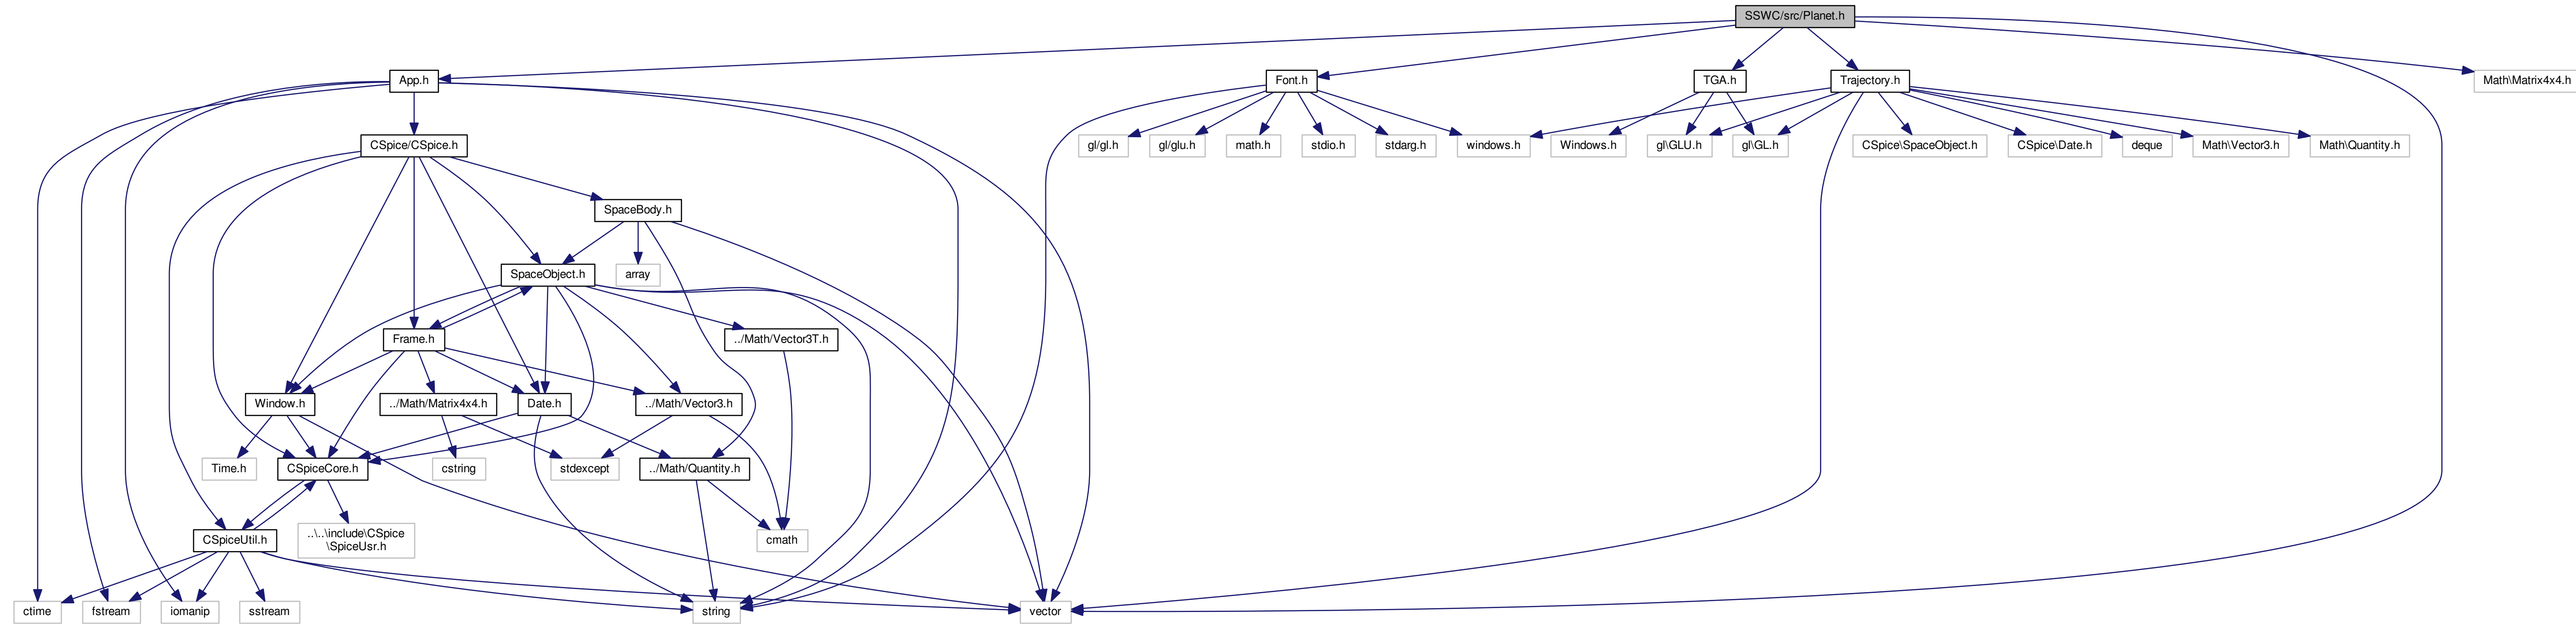 SSWC/src/Planet.h
App.h
Font.h
TGA.h
Trajectory.h
Math\Matrix4x4.h
CSpice/CSpice.h
gl/gl.h
gl/glu.h
math.h
stdio.h
stdarg.h
windows.h
Windows.h
gl\GLU.h
gl\GL.h
CSpice\SpaceObject.h
CSpice\Date.h
deque
Math\Vector3.h
Math\Quantity.h
SpaceBody.h
SpaceObject.h
array
Frame.h
../Math/Vector3T.h
Window.h
../Math/Matrix4x4.h
Date.h
../Math/Vector3.h
Time.h
CSpiceCore.h
cstring
stdexcept
../Math/Quantity.h
CSpiceUtil.h
..\..\include\CSpice
\SpiceUsr.h
cmath
ctime
fstream
iomanip
sstream
string
vector